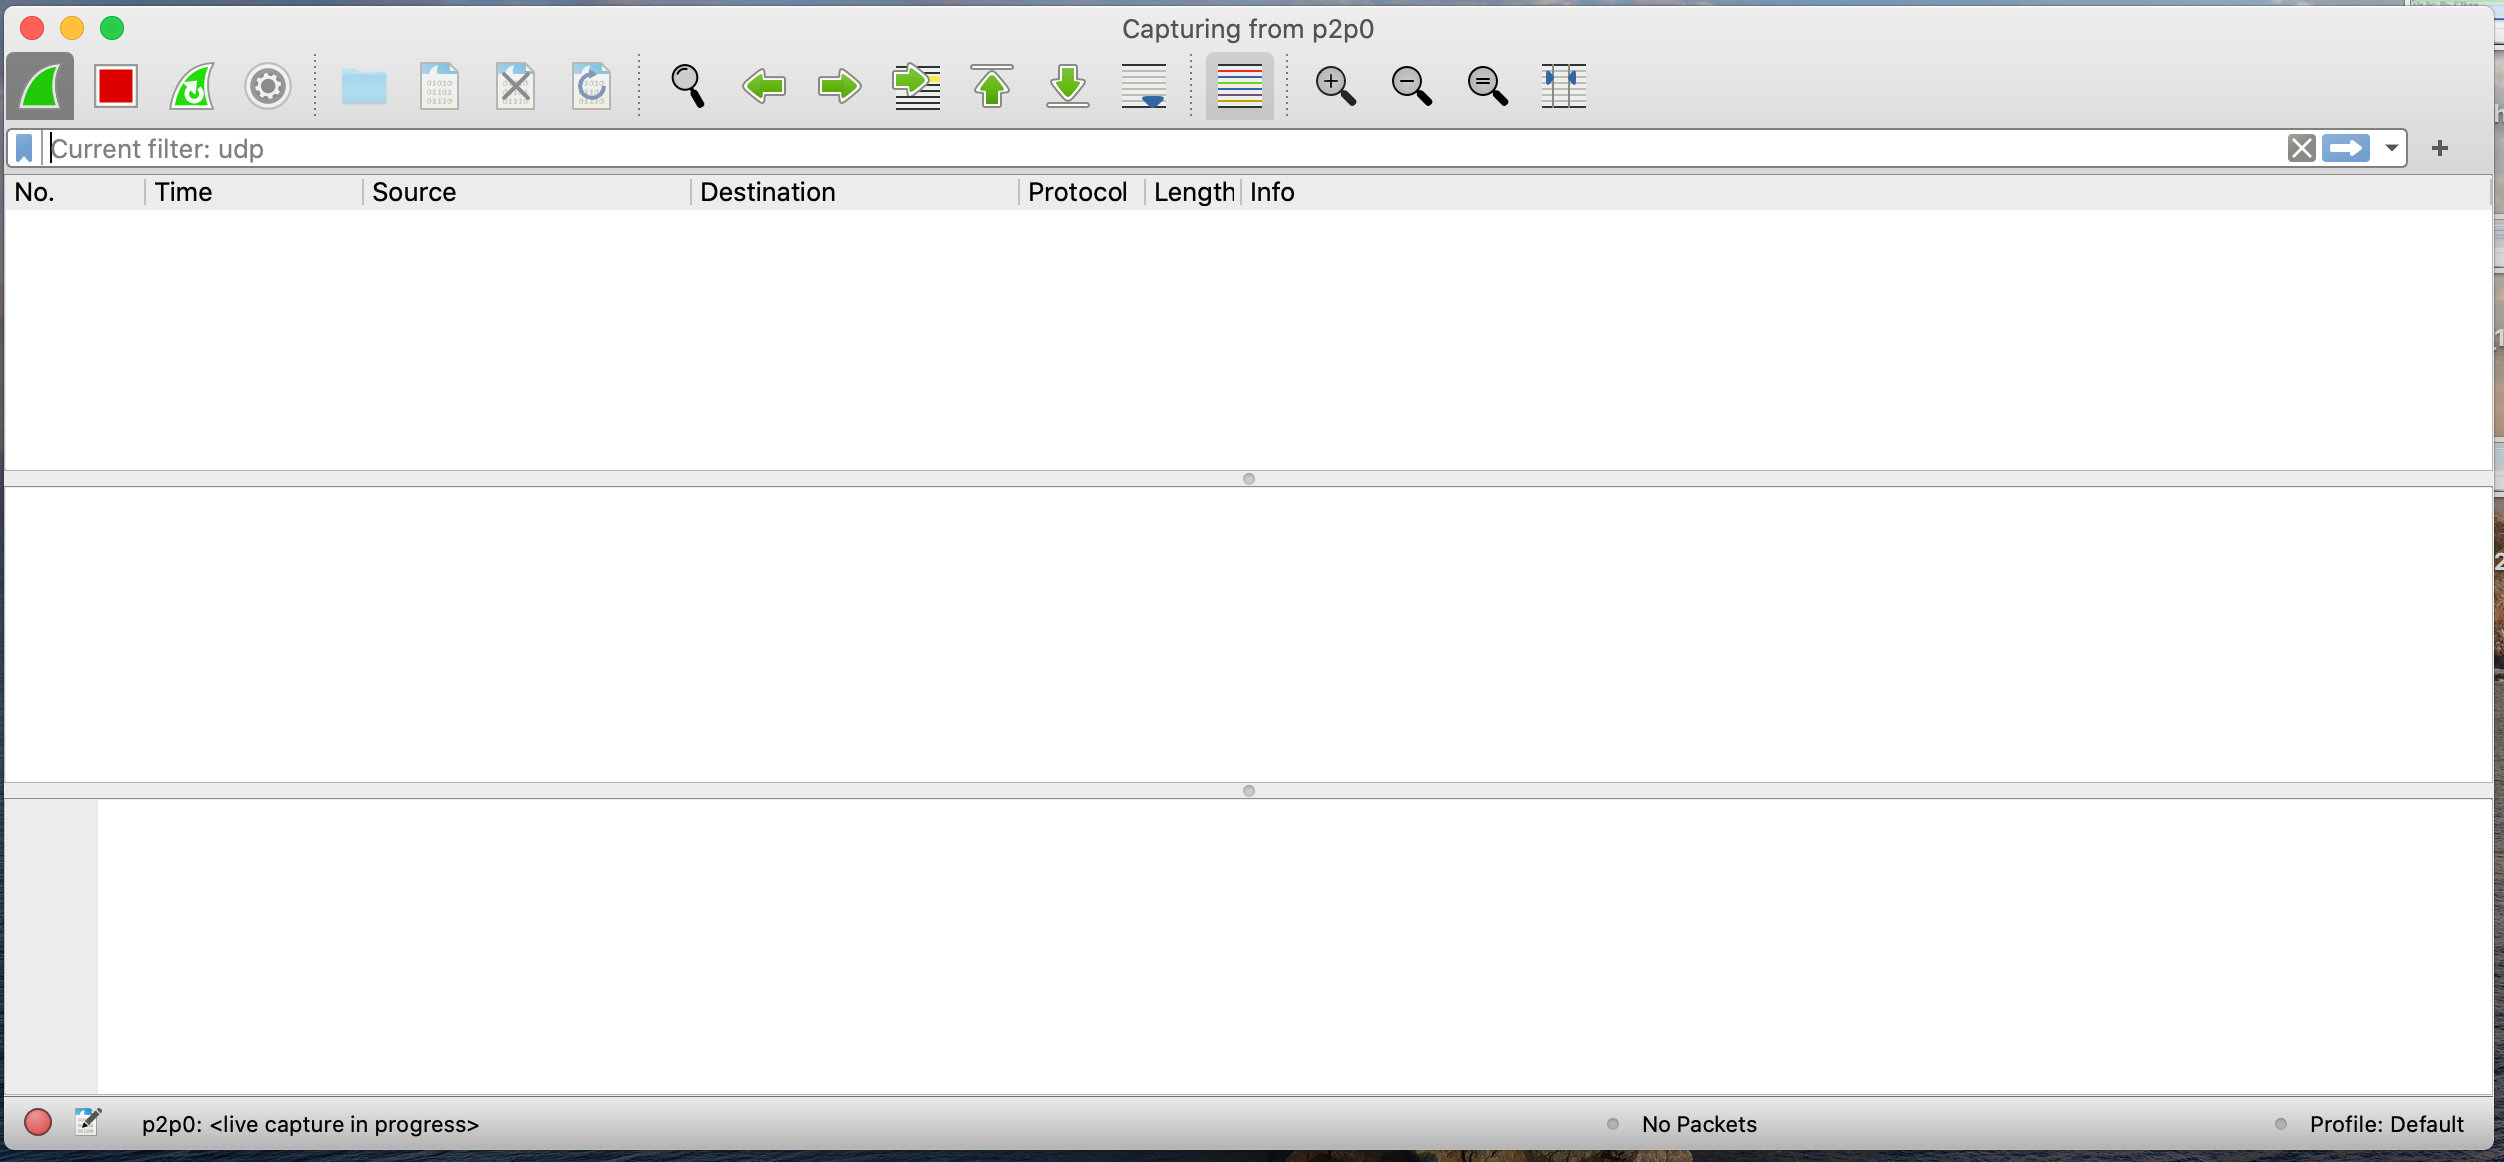 Capturing from p2p0
Current filter: udp
No. Time Source Destination Protocol Length Info
p2p0: <live capture in progress> No Packets Profile: Default